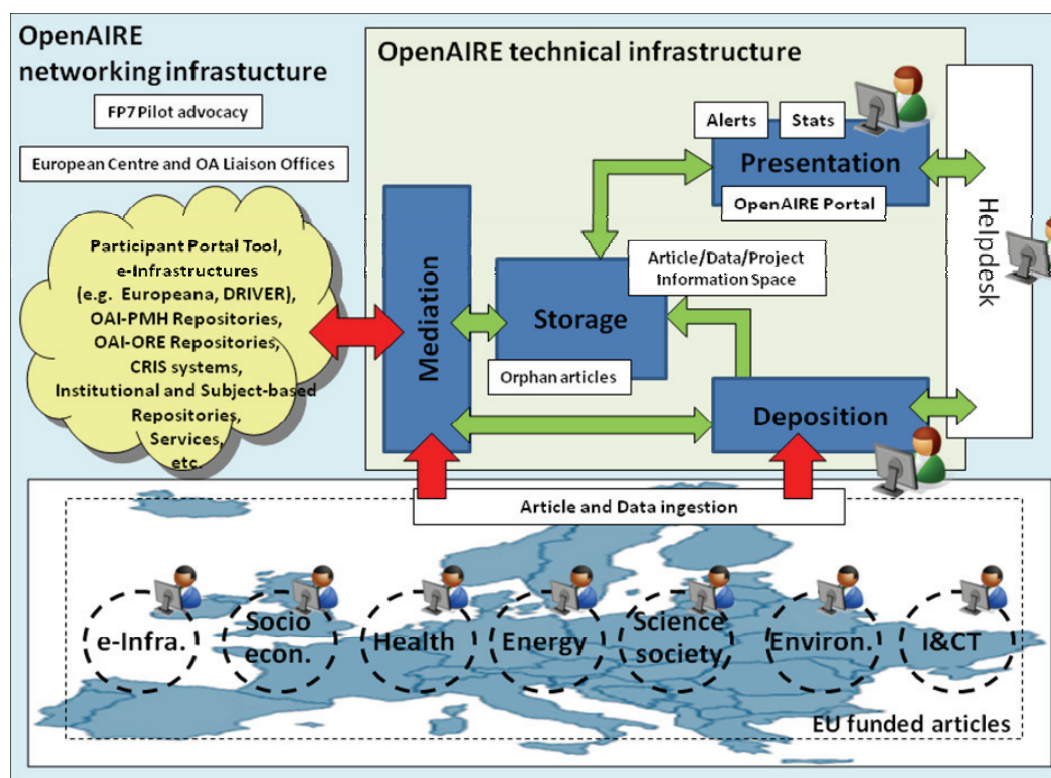 OpenAIRE
networking infrastucture
FP7 Pilot advocacy
European Centre and OA Liaison Offices
Participant Portal Tool,
e-Infrastructures
(e.g. Europeana, DRIVER),
OAI-PMH Repositories,
OAI-ORE Repositories,
CRIS systems,
Institutional and Subject-based
Repositories,
Services,
etc.
OpenAIRE technical infrastructure
Alerts
Stats
Presentation
OpenAIRE Portal
Helpdesk
Mediation
Article/Data/Project
Information Space
Storage
Orphan articles
Deposition
Article and Data ingestion
e-Infra.
Socio
econ.
Health
Energy
Science
society
Environ.
I&CT
EU funded articles